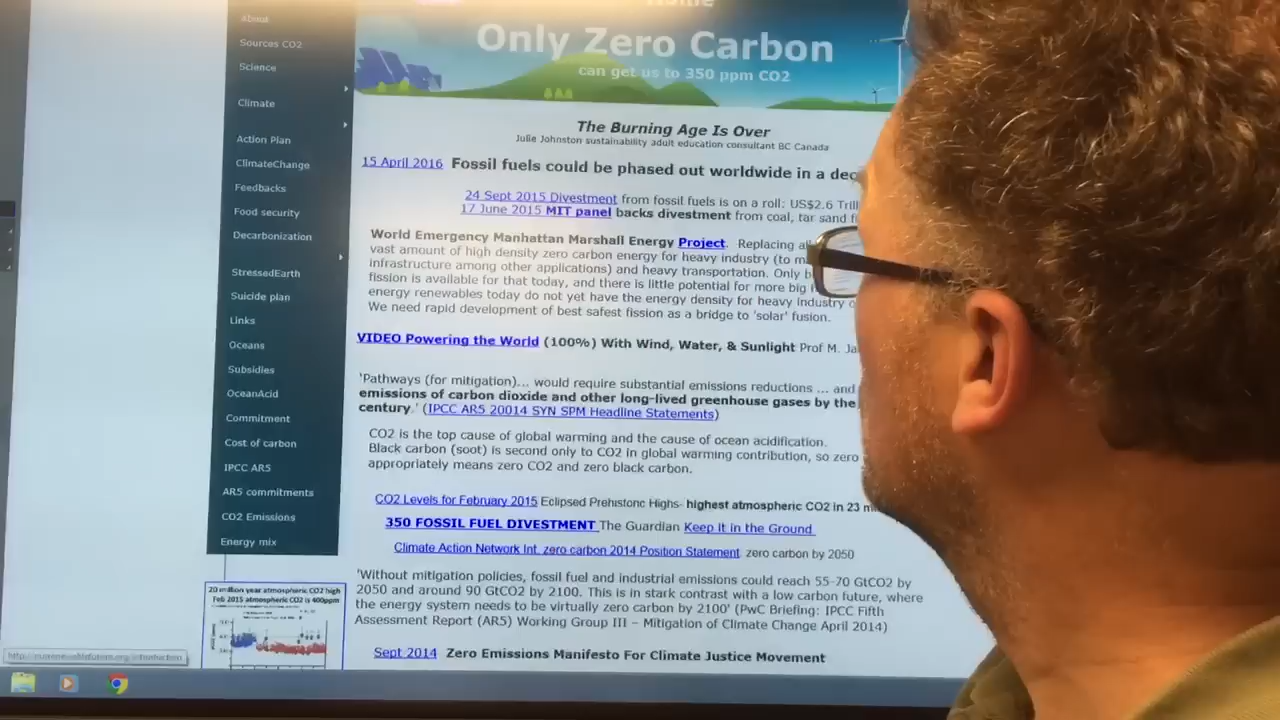 Home
About
Sources CO2
Science
Climate
Action Plan
ClimateChange
Feedbacks
Food security
Decarbonization
StressedEarth
Suicide plan
Links
Oceans
Subsidies
OceanAcid
Commitment
Cost of carbon
IPCC AR5
AR5 commitments
CO2 Emissions
Energy mix
Only Zero Carbon
can get us to 350 ppm CO2
The Burning Age Is Over
Julie Johnston sustainability adult education consultant BC Canada
15 April 2016 Fossil fuels could be phased out worldwide in a dec
24 Sept 2015 Divestment from fossil fuels is on a roll: US$2.6 Trill
17 June 2015 MIT panel backs divestment from coal, tar sand f
World Emergency Manhattan Marshall Energy Project. Replacing al
vast amount of high density zero carbon energy for heavy industry (to m
infrastructure among other applications) and heavy transportation. Only b
fission is available for that today, and there is little potential for more big
energy renewables today do not yet have the energy density for heavy industry
We need rapid development of best safest fission as a bridge to 'solar' fusion.
VIDEO Powering the World (100%) With Wind, Water, & Sunlight Prof M. Ja
'Pathways (for mitigation)... would require substantial emissions reductions ... and
emissions of carbon dioxide and other long-lived greenhouse gases by the
century.' (IPCC AR5 20014 SYN SPM Headline Statements)
CO2 is the top cause of global warming and the cause of ocean acidification.
Black carbon (soot) is second only to CO2 in global warming contribution, so zero
appropriately means zero CO2 and zero black carbon.
CO2 Levels for February 2015 Eclipsed Prehistoric Highs- highest atmospheric CO2 in 23 m
350 FOSSIL FUEL DIVESTMENT The Guardian Keep it in the Ground
Climate Action Network Int. zero carbon 2014 Position Statement. zero carbon by 2050
'Without mitigation policies, fossil fuel and industrial emissions could reach 55-70 GtCO2 by
2050 and around 90 GtCO2 by 2100. This is in stark contrast with a low carbon future, where
the energy system needs to be virtually zero carbon by 2100' (PwC Briefing: IPCC Fifth
Assessment Report (AR5) Working Group III – Mitigation of Climate Change April 2014)
Sept 2014 Zero Emissions Manifesto For Climate Justice Movement
20 million year atmospheric CO2 high
Feb 2015 atmospheric CO2 is 400ppm